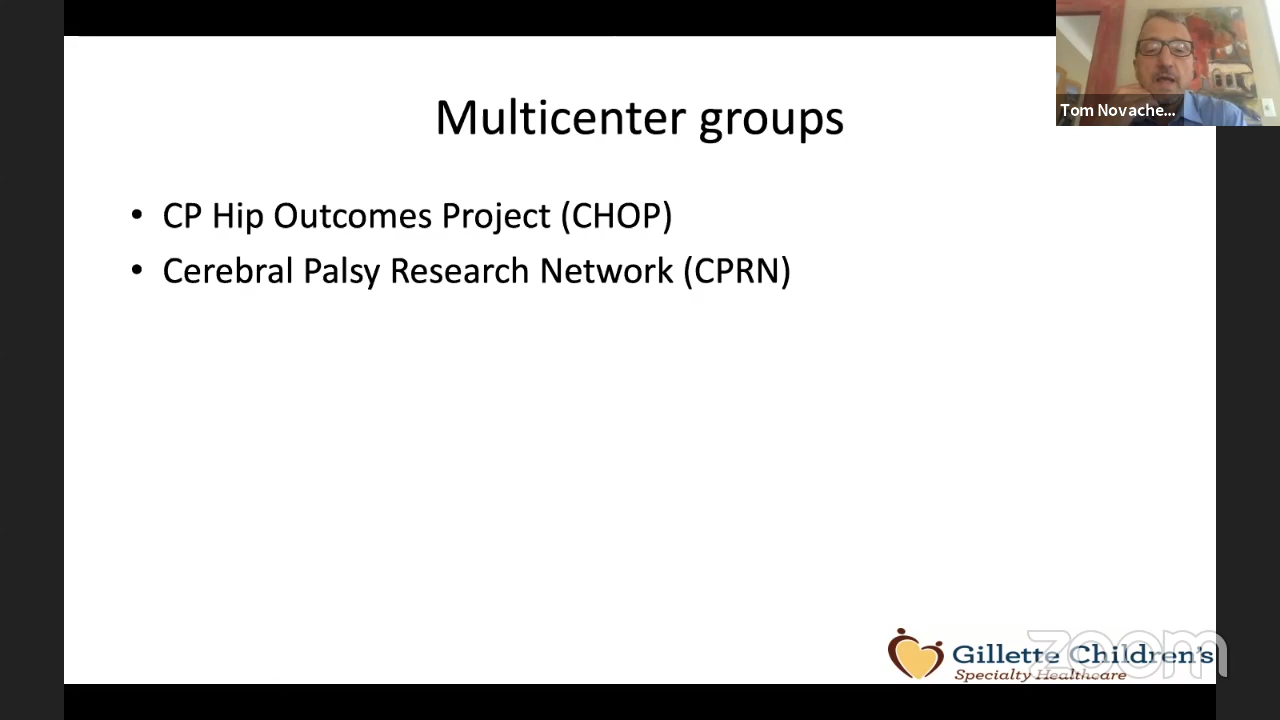 Multicenter groups
Tom Novache...
• CP Hip Outcomes Project (CHOP)
• Cerebral Palsy Research Network (CPRN)
zoom
Gillette Children's
Specialty Healthcare